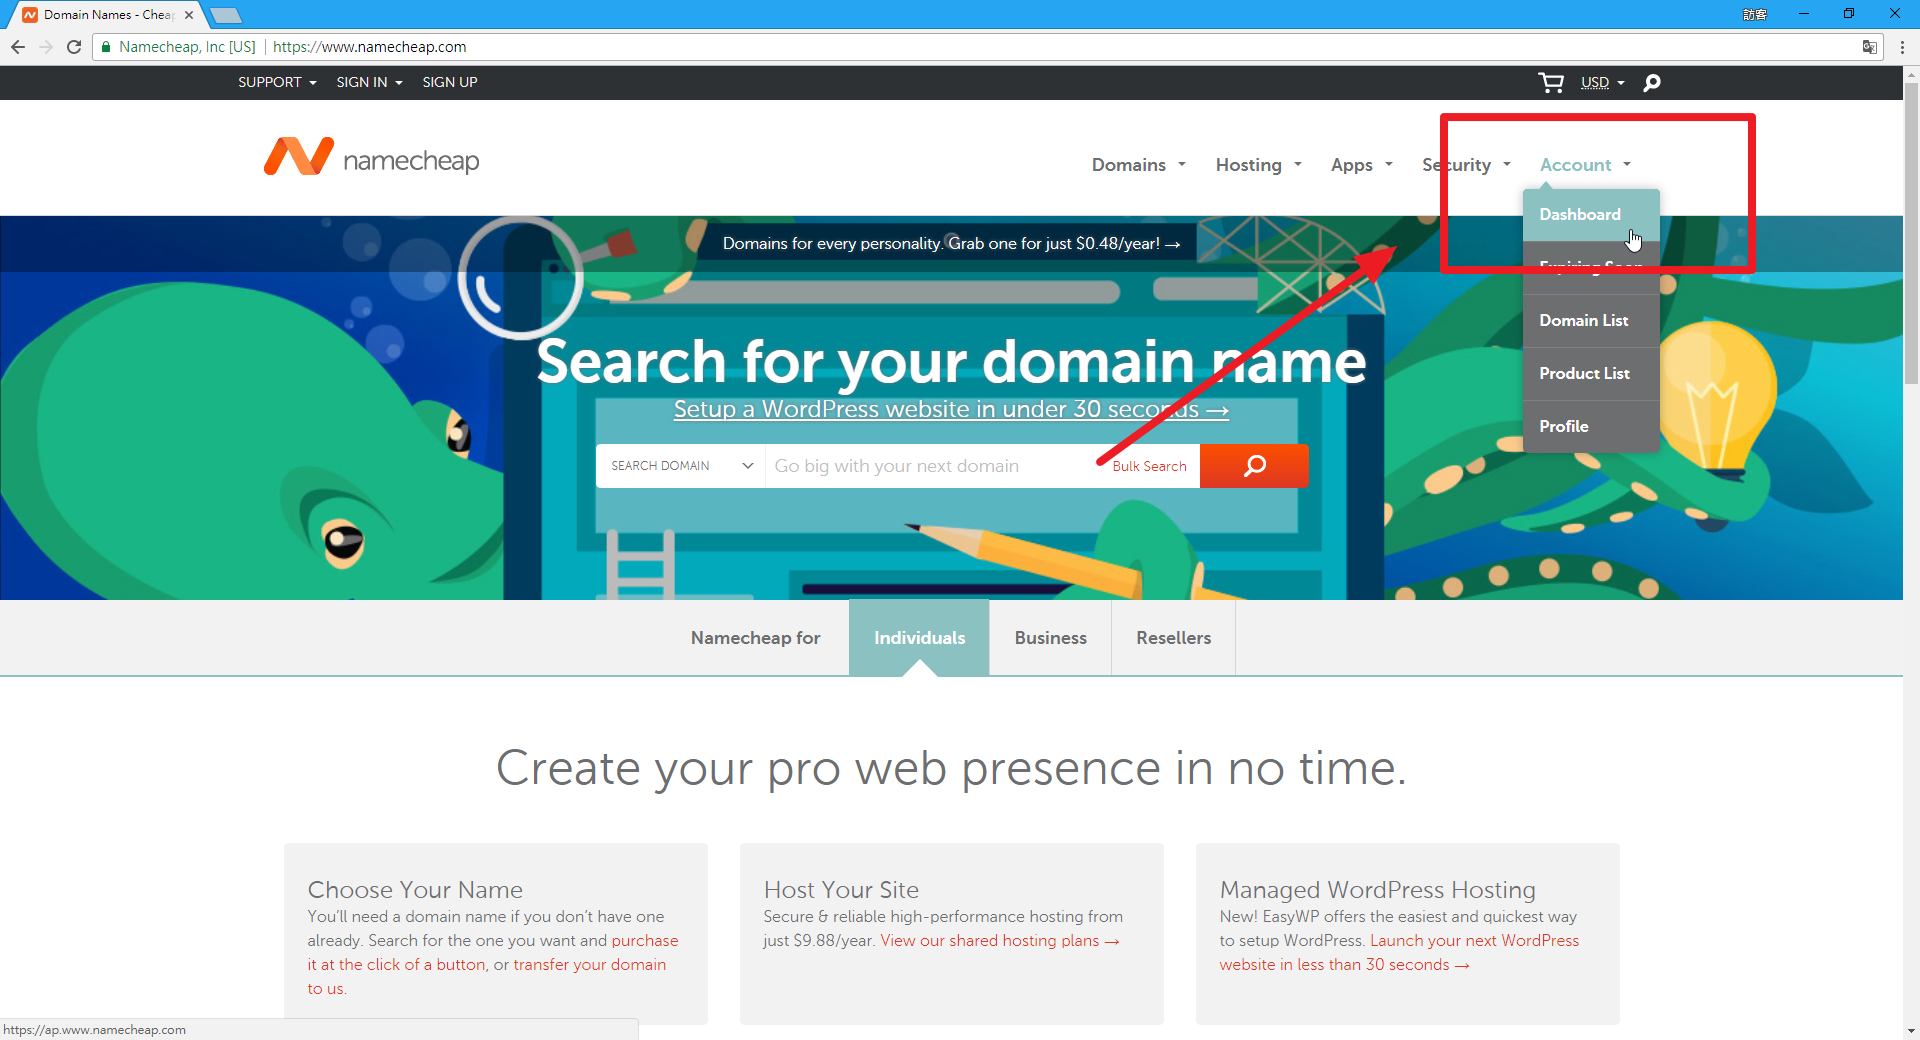 Domain Names - Chea
訪客
Namecheap, Inc [US]
https://www.namecheap.com
SUPPORT
SIGN IN
SIGN UP
USD
namecheap
Domains
Hosting
Apps
Security
Account
Dashboard
Expiring Soon
Domain List
Product List
Profile
Domains for every personality. Grab one for just $0.48/year! →
Search for your domain name
Setup a WordPress website in under 30 seconds →
SEARCH DOMAIN
Go big with your next domain
Bulk Search
Namecheap for
Individuals
Business
Resellers
Create your pro web presence in no time.
Choose Your Name
You'll need a domain name if you don't have one
already. Search for the one you want and purchase
it at the click of a button, or transfer your domain
to us.
Host Your Site
Secure & reliable high-performance hosting from
just $9.88/year. View our shared hosting plans →
Managed WordPress Hosting
New! EasyWP offers the easiest and quickest way
to setup WordPress. Launch your next WordPress
website in less than 30 seconds →
https://ap.www.namecheap.com